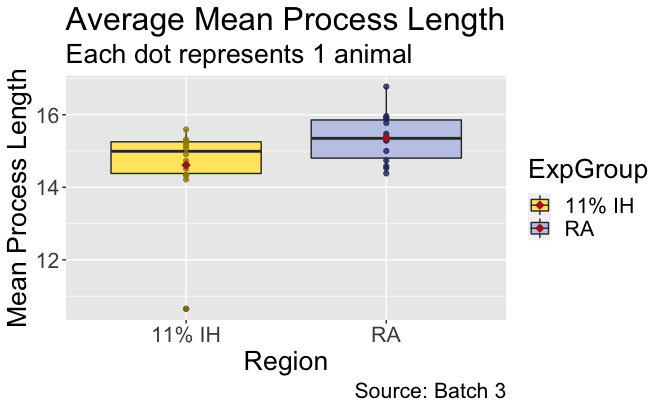 Average Mean Process Length
Each dot represents 1 animal
Mean Process Length
16
14
12
11% IH
RA
Region
ExpGroup
11% IH
RA
Source: Batch 3